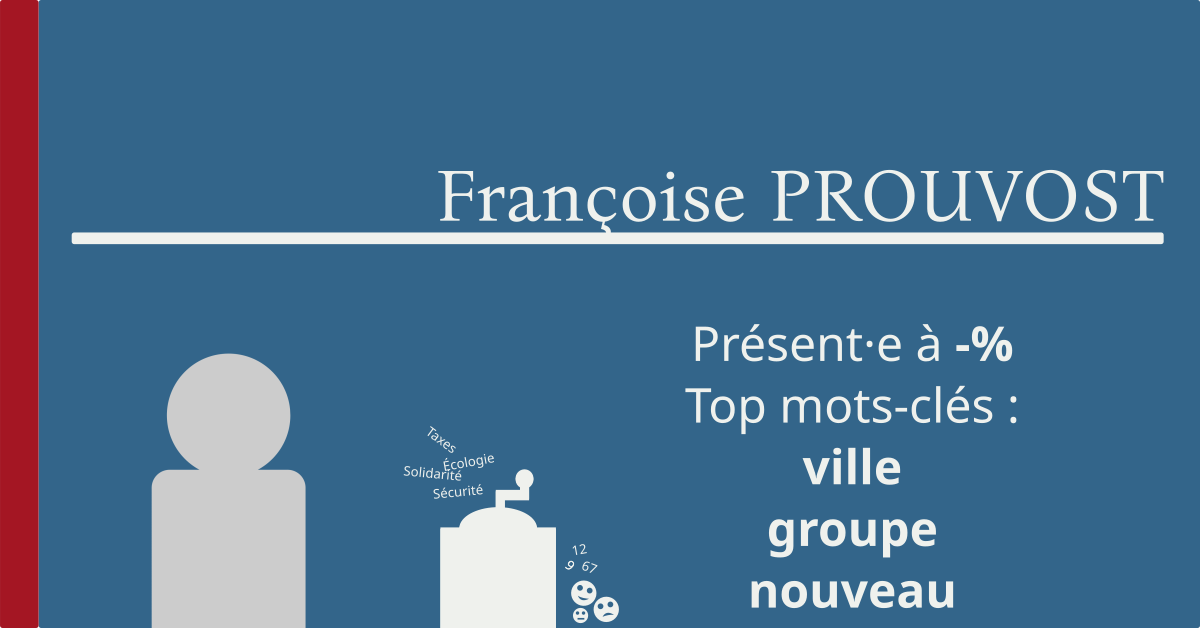 Françoise PROUVOST
Présent·e à -%
Top mots-clés :
ville
groupe
nouveau
Taxes
Écologie
Solidarité
Sécurité
12
9 67